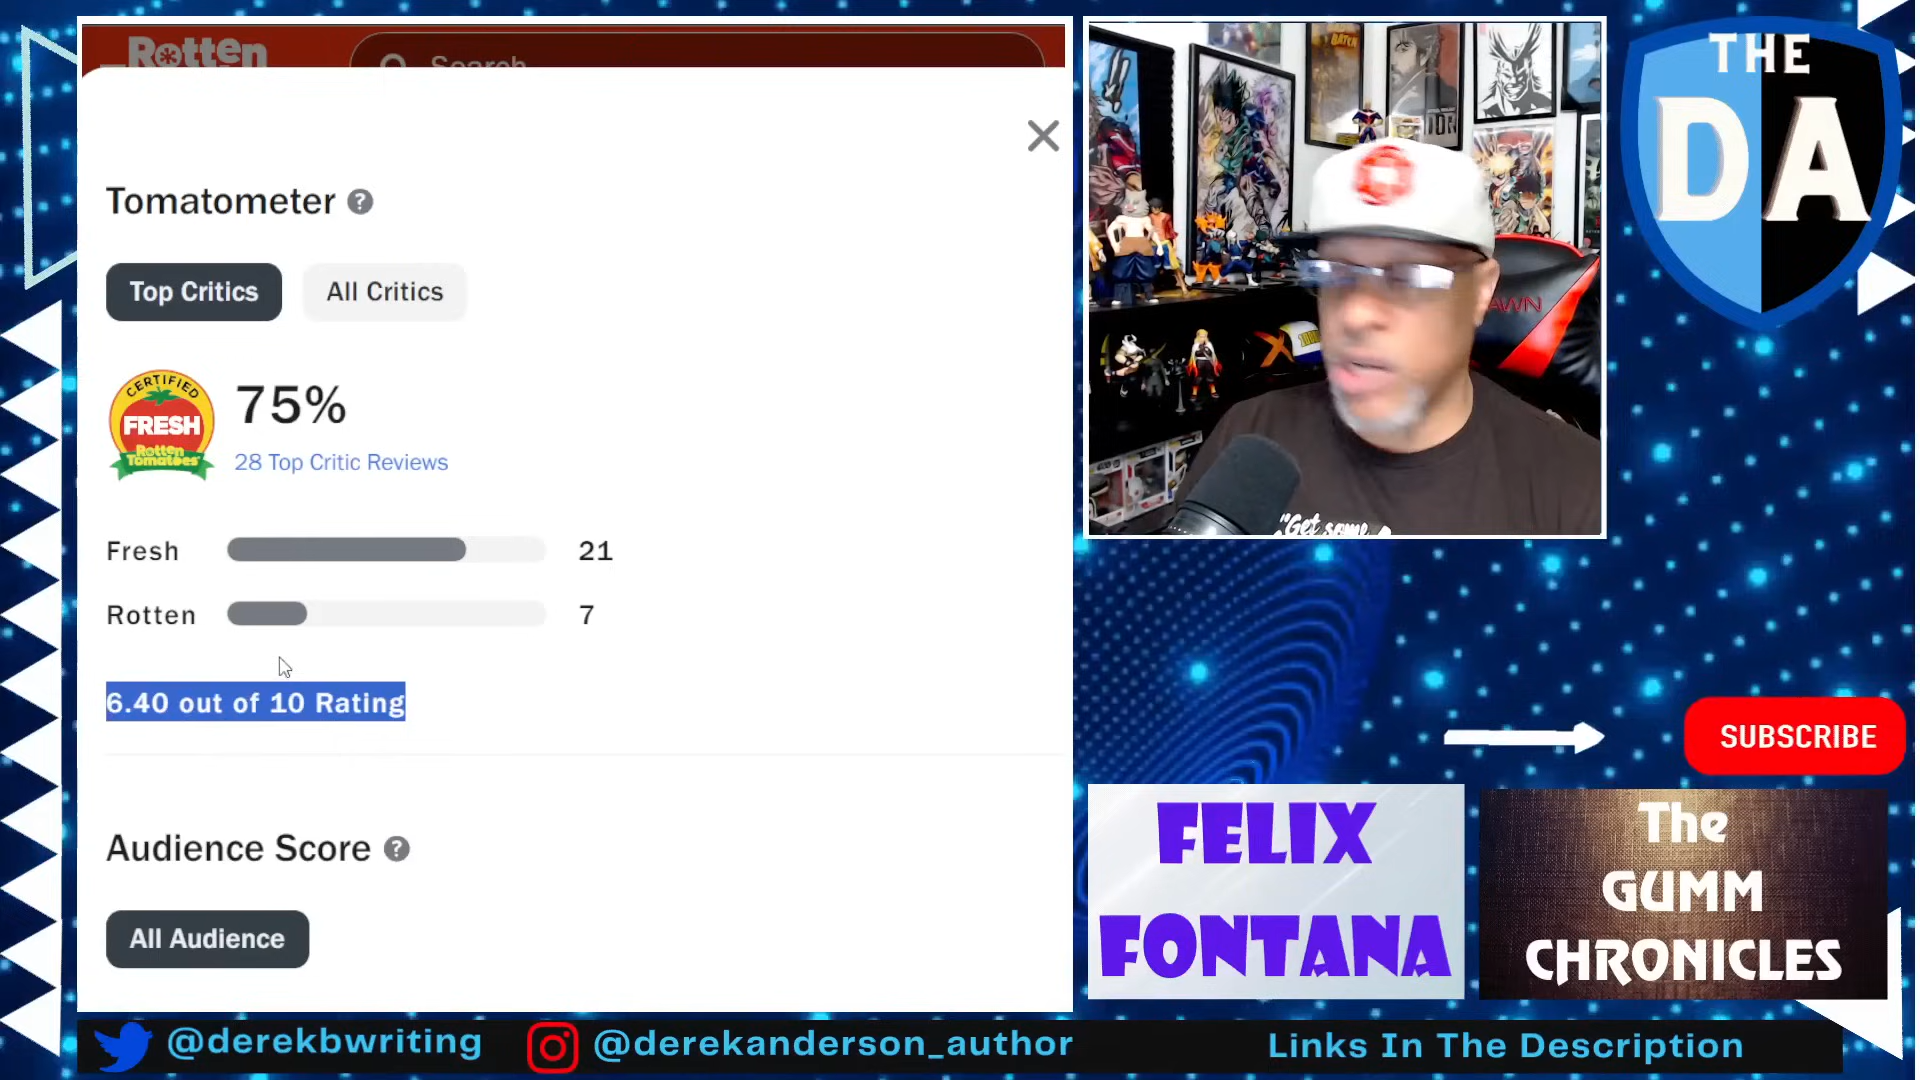 Rotten
Search
Tomatometer ?
Top Critics
All Critics
CERTIFIED
FRESH
Rotten
Tomatoes
75%
28 Top Critic Reviews
Fresh
21
Rotten
7
6.40 out of 10 Rating
Audience Score ?
All Audience
THE
DA
"Get some
SUBSCRIBE
FELIX
FONTANA
The
GUMM
CHRONICLES
@derekbwriting
@derekanderson_author
Links In The Description